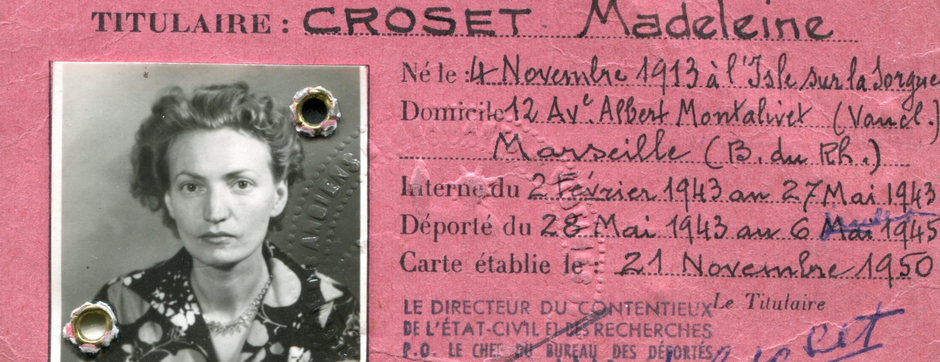 TITULAIRE : CROSET Madeleine
Né le : 4 Novembre 1913 à l'Isle sur la Sorgue
Domicile 12 Ave Albert Montalivet (Vaucl.)
Marseille (B. du Rh.)
Interné du 2 Février 1943 au 27 Mai 1943
Déporté du 28 Mai 1943 au 6 Mai 1945
Carte établie le : 21 Novembre 1950
LE DIRECTEUR DU CONTENTIEUX
Le Titulaire
DE L'ÉTAT-CIVIL ET DES RECHERCHES
P.O. LE CHEF DU BUREAU DES DÉPORTÉS